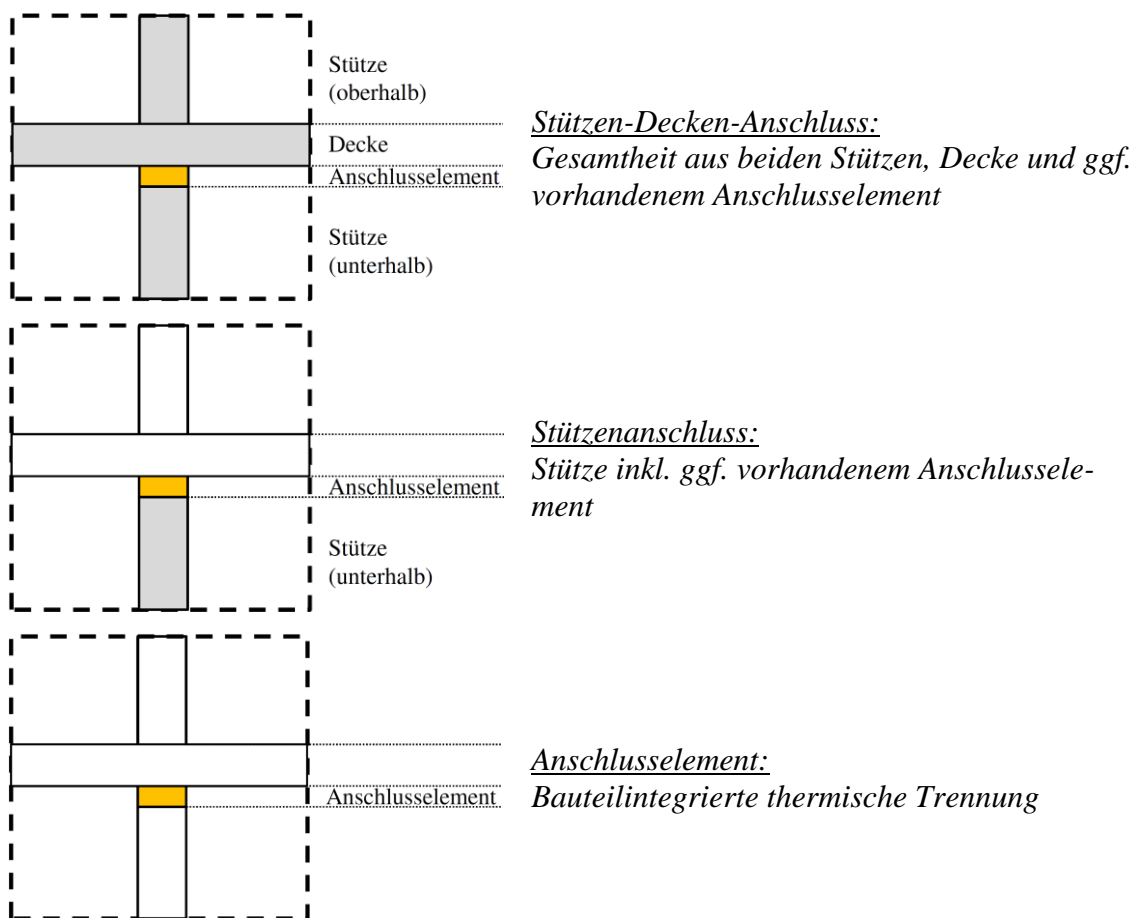 Stütze
(oberhalb)
Decke
Anschlusselement
Stütze
(unterhalb)
Stützen-Decken-Anschluss:
Gesamtheit aus beiden Stützen, Decke und ggf.
vorhandenem Anschlusselement
Anschlusselement
Stütze
(unterhalb)
Stützenanschluss:
Stütze inkl. ggf. vorhandenem Anschlussele-
ment
Anschlusselement
Anschlusselement:
Bauteilintegrierte thermische Trennung